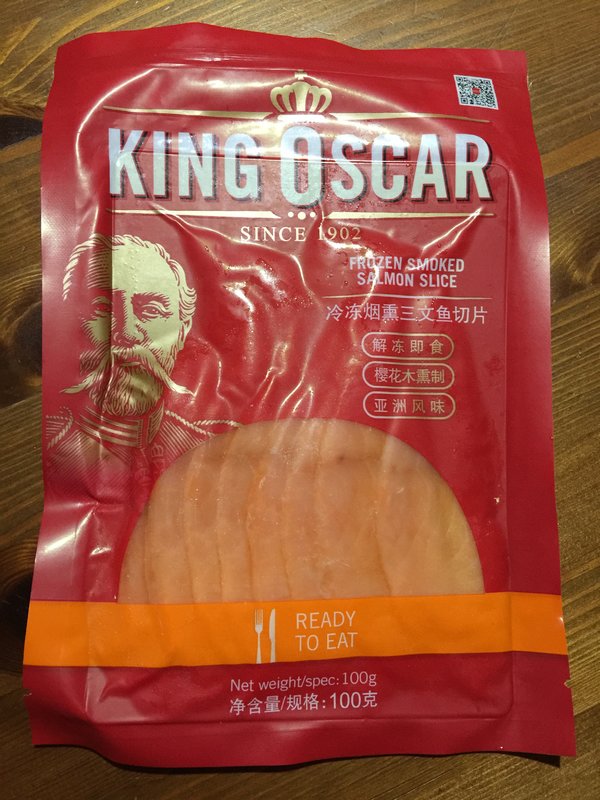 KING OSCAR
SINCE 1902
FROZEN SMOKED
SALMON SLICE
冷冻烟熏三文鱼切片
解冻即食
樱花木熏制
亚洲风味
READY
TO EAT
Net weight/spec: 100g
净含量/规格: 100克